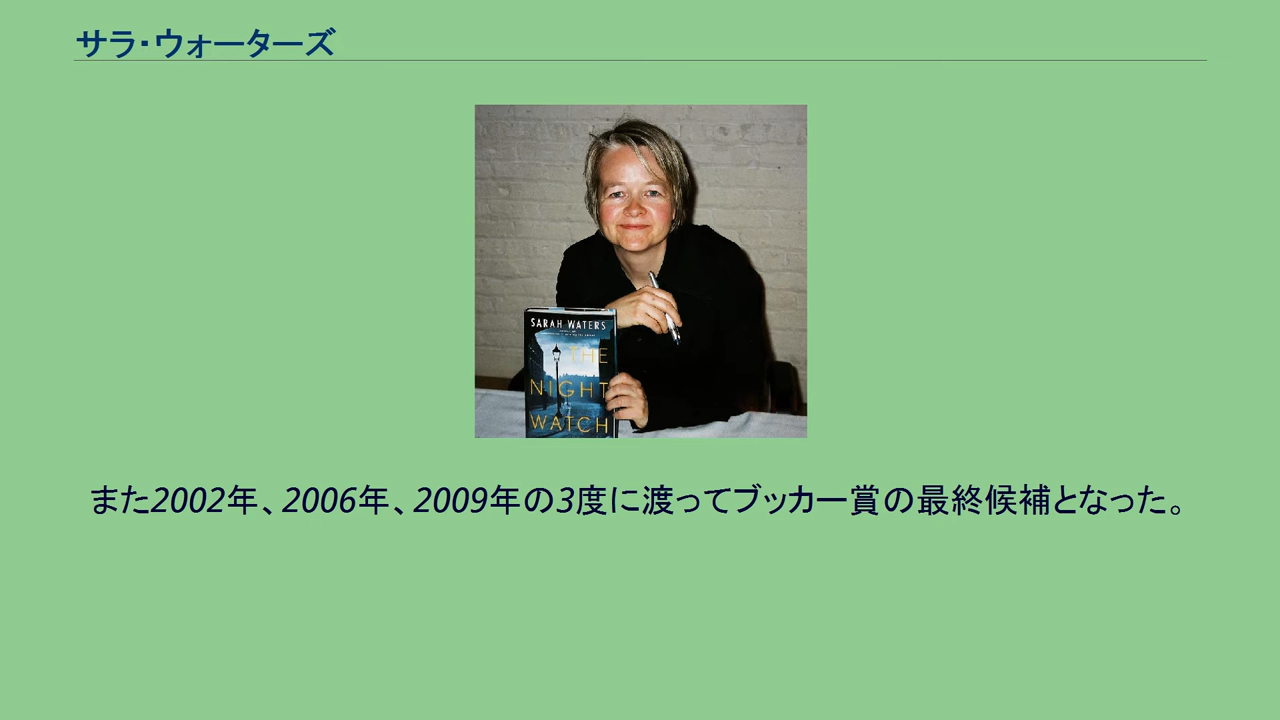 サラ・ウォーターズ
SARAH WATERS
THE
NIGHT
WATCH
また2002年、2006年、2009年の3度に渡ってブッカー賞の最終候補となった。